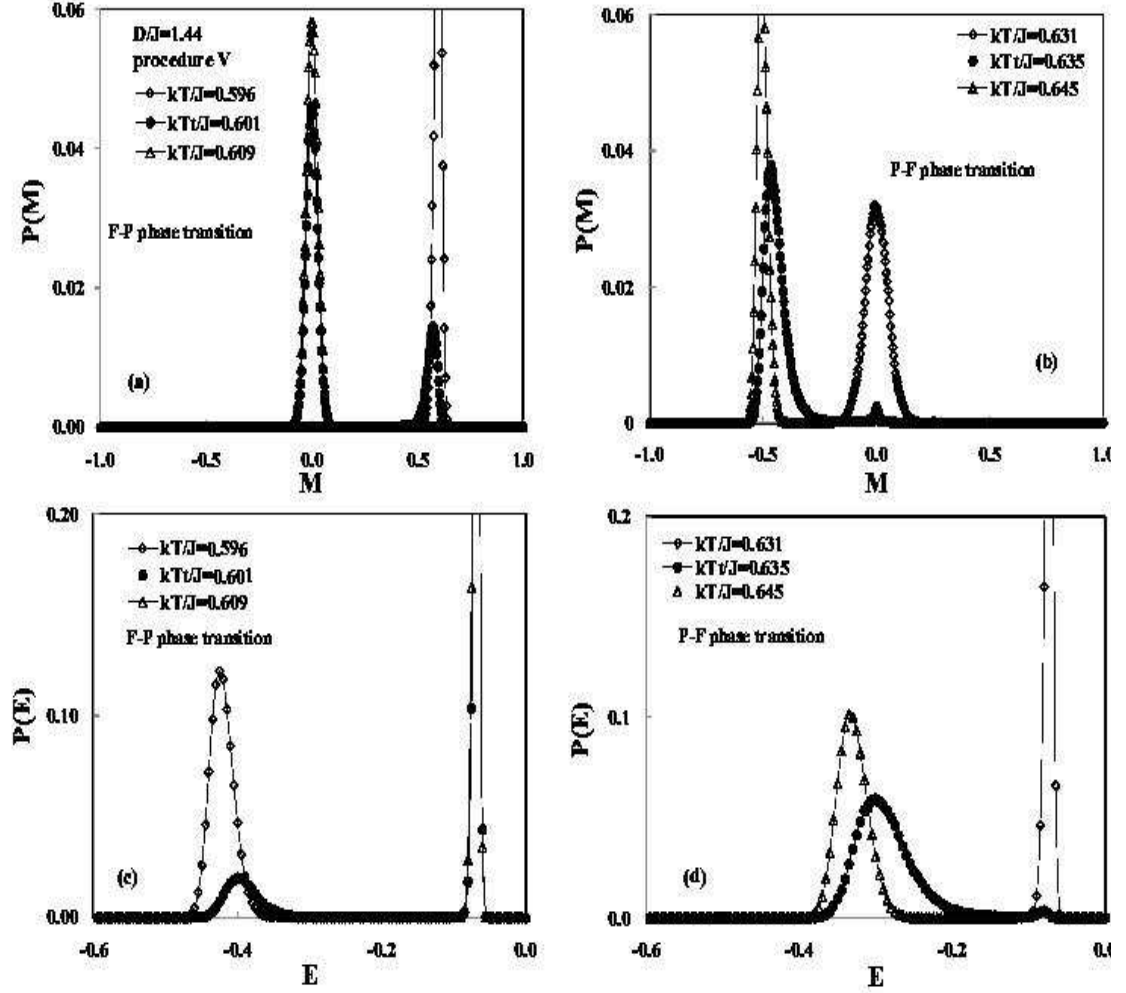 D/J=1.44
procedure V
kT/J=0.596
kTt/J=0.601
kT/J=0.609
F-P phase transition
(a)
P(M)
0.06
0.04
0.02
0.00
-1.0 -0.5 0.0 0.5 1.0
M
kT/J=0.631
kTt/J=0.635
kT/J=0.645
P-F phase transition
(b)
P(M)
0.06
0.04
0.02
0
-1.0 -0.5 0.0 0.5 1.0
M
kT/J=0.596
kTt/J=0.601
kT/J=0.609
F-P phase transition
(c)
P(E)
0.20
0.10
0.00
-0.6 -0.4 -0.2 0.0
E
kT/J=0.631
kTt/J=0.635
kT/J=0.645
P-F phase transition
(d)
P(E)
0.2
0.1
0.0
-0.6 -0.4 -0.2 0.0
E